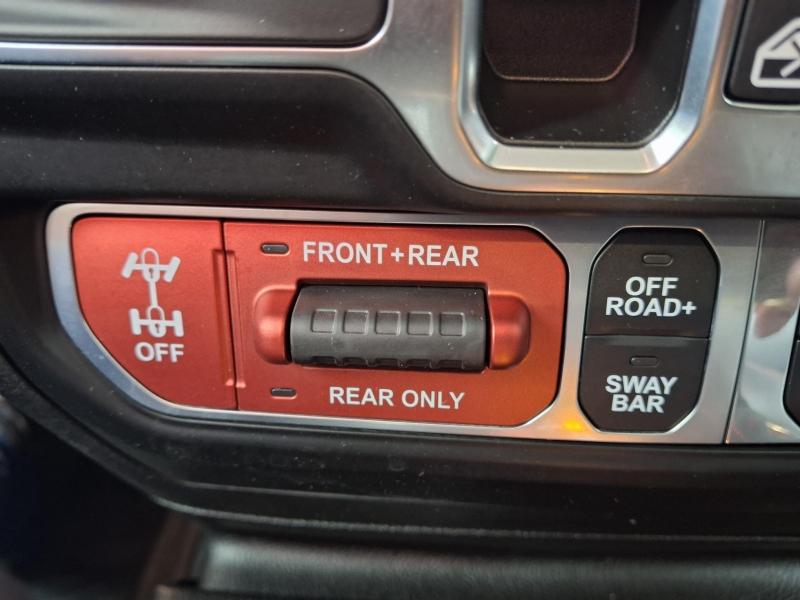 OFF
FRONT+REAR
REAR ONLY
OFF
ROAD+
SWAY
BAR